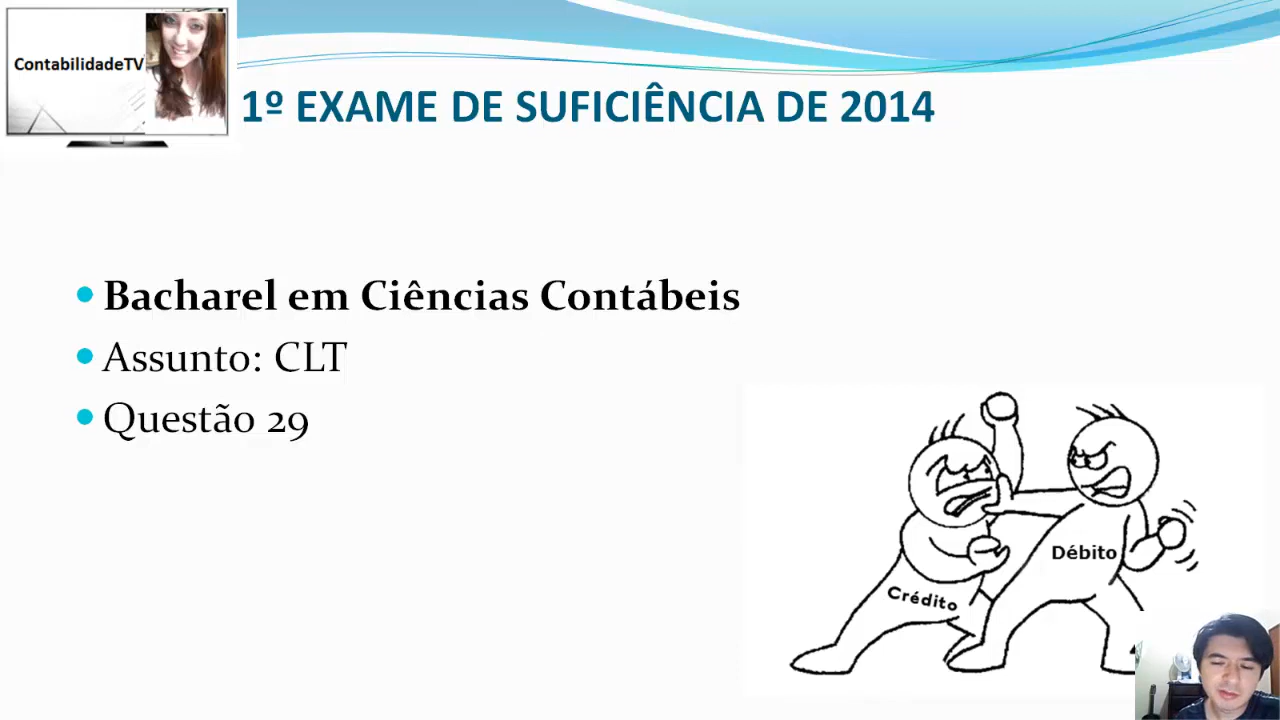 ContabilidadeTV
1º EXAME DE SUFICIÊNCIA DE 2014
Bacharel em Ciências Contábeis
Assunto: CLT
Questão 29
Débito
Crédito